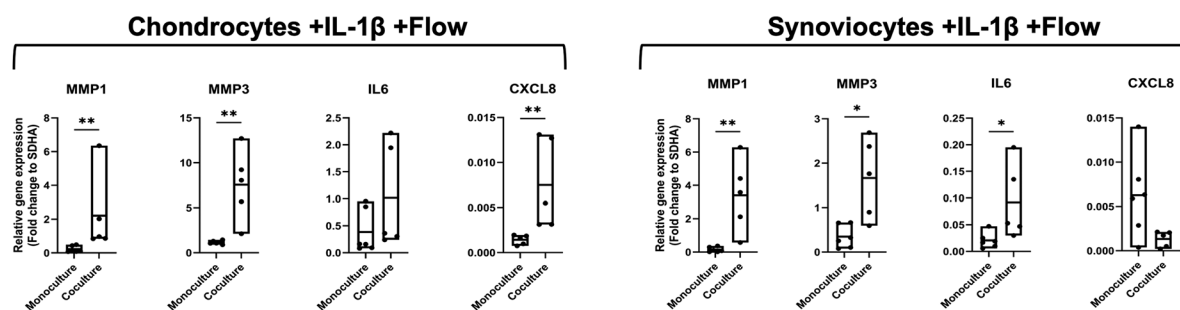 Chondrocytes +IL-1β +Flow
MMP1
MMP3
IL6
CXCL8
Relative gene expression
(Fold change to SDHA)
8
6
4
2
0
**
Monoculture
Coculture
15
10
5
0
**
Monoculture
Coculture
2.5
2.0
1.5
1.0
0.5
0.0
Monoculture
Coculture
0.015
0.010
0.005
0.000
**
Monoculture
Coculture
Synoviocytes +IL-1β +Flow
MMP1
MMP3
IL6
CXCL8
Relative gene expression
(Fold change to SDHA)
8
6
4
2
0
**
Monoculture
Coculture
3
2
1
0
*
Monoculture
Coculture
0.25
0.20
0.15
0.10
0.05
0.00
*
Monoculture
Coculture
0.015
0.010
0.005
0.000
Monoculture
Coculture